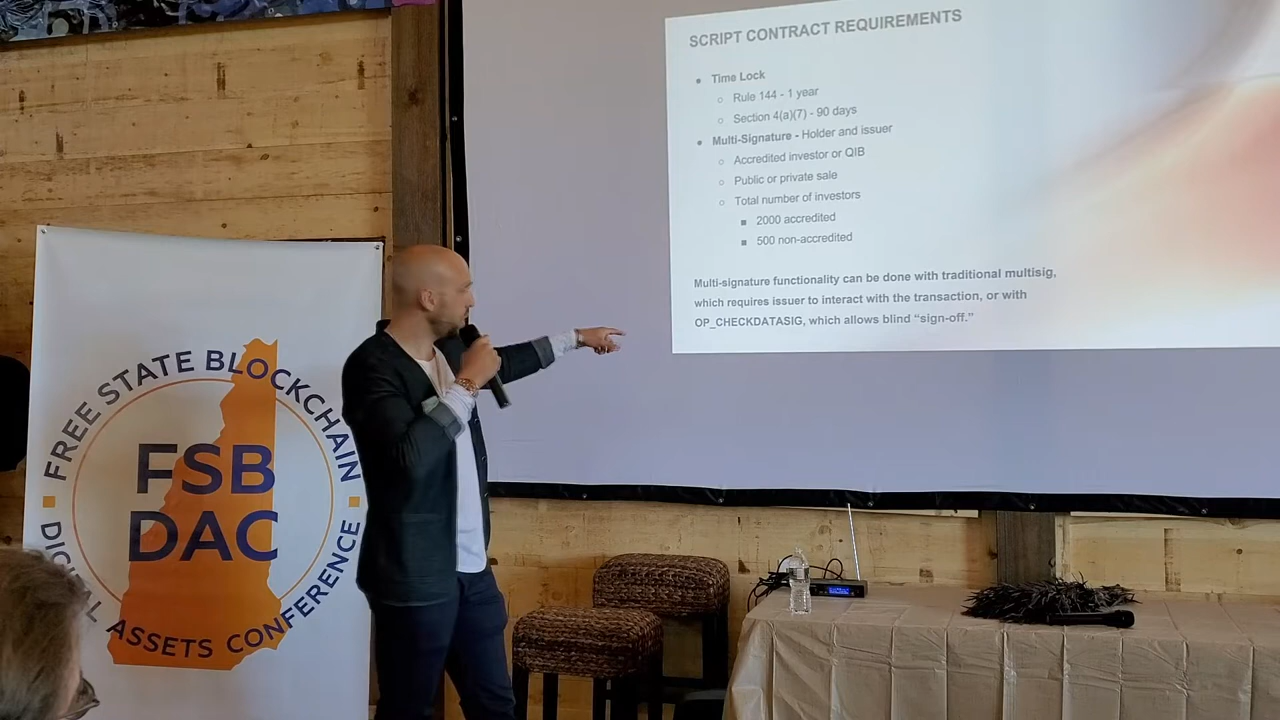 SCRIPT CONTRACT REQUIREMENTS
Time Lock
Rule 144 - 1 year
Section 4(a)(7) - 90 days
Multi-Signature - Holder and issuer
Accredited investor or QIB
Public or private sale
Total number of investors
2000 accredited
500 non-accredited
Multi-signature functionality can be done with traditional multisig,
which requires issuer to interact with the transaction, or with
OP_CHECKDATASIG, which allows blind “sign-off.”
FREE STATE BLOCKCHAIN
FSB
DAC
ASSETS CONFERENCE